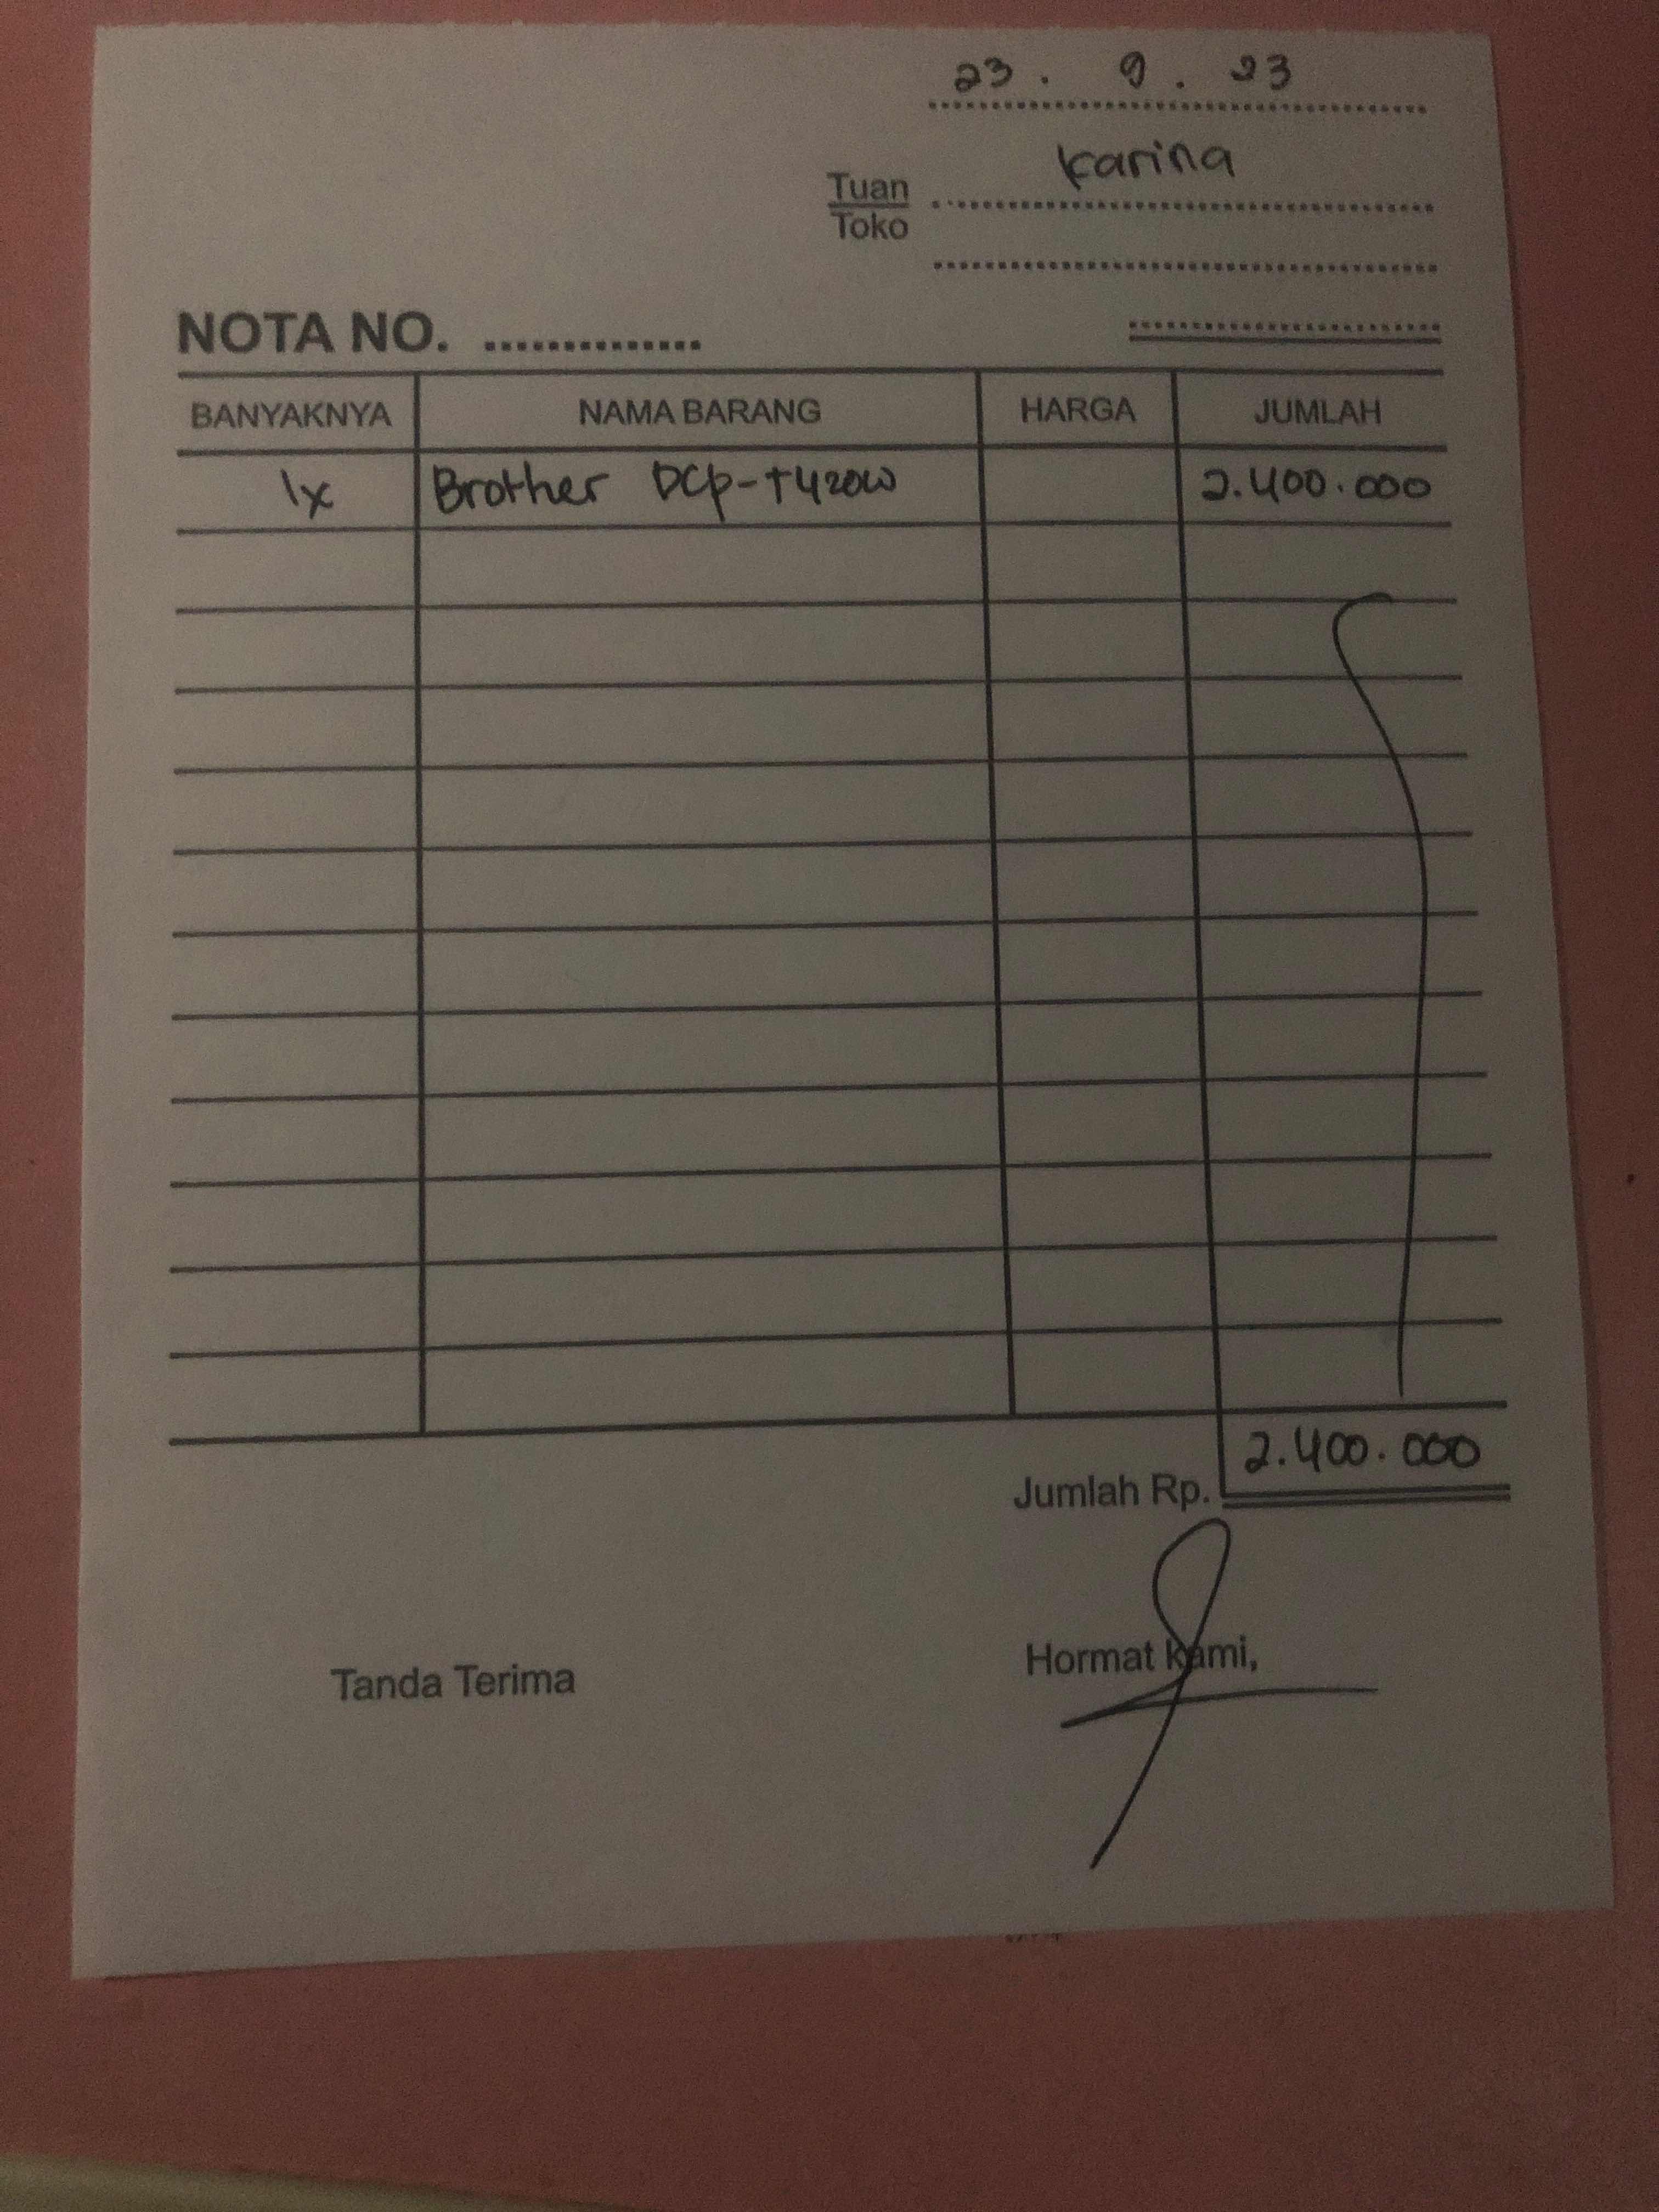 23 . 9 . 23
Tuan Karina
Toko
NOTA NO. ...............
BANYAKNYA NAMA BARANG HARGA JUMLAH
1x Brother DCP-T420W 2.400.000
Jumlah Rp. 2.400.000
Tanda Terima Hormat kami,